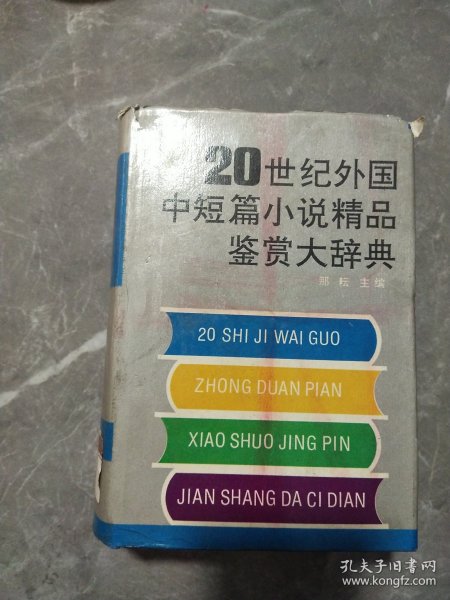 20世纪外国
中短篇小说精品
鉴赏大辞典
邢耘 主编
20 SHI JI WAI GUO
ZHONG DUAN PIAN
XIAO SHUO JING PIN
JIAN SHANG DA CI DIAN
孔夫子旧书网
www.kongfz.com